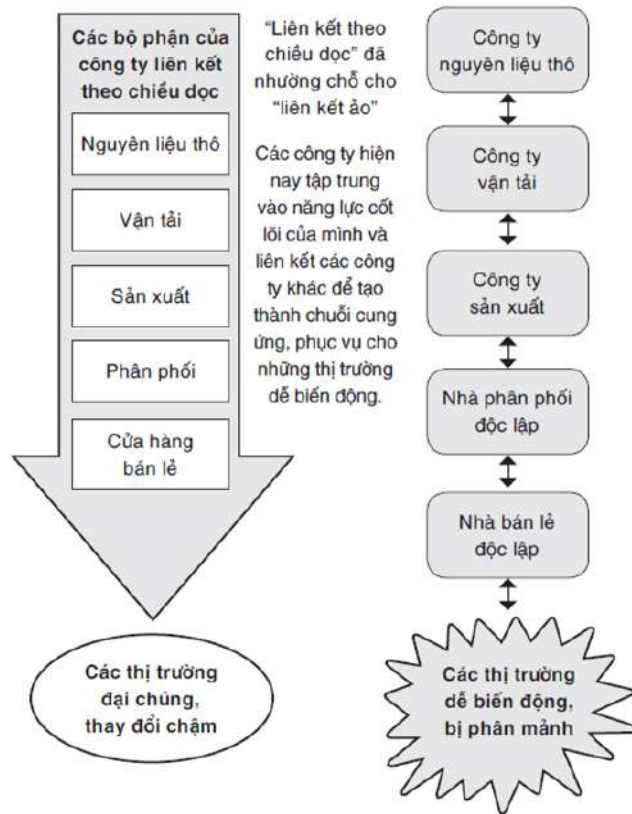 Các bộ phận của
công ty liên kết
theo chiều dọc
Nguyên liệu thô
Vận tải
Sản xuất
Phân phối
Cửa hàng
bán lẻ
Các thị trường
đại chúng,
thay đổi chậm
“Liên kết theo
chiều dọc” đã
nhường chỗ cho
“liên kết ảo”
Các công ty hiện
nay tập trung
vào năng lực cốt
lõi của mình và
liên kết các công
ty khác để tạo
thành chuỗi cung
ứng, phục vụ cho
những thị trường
dễ biến động.
Công ty
nguyên liệu thô
Công ty
vận tải
Công ty
sản xuất
Nhà phân phối
độc lập
Nhà bán lẻ
độc lập
Các thị trường
dễ biến động,
bị phân mảnh